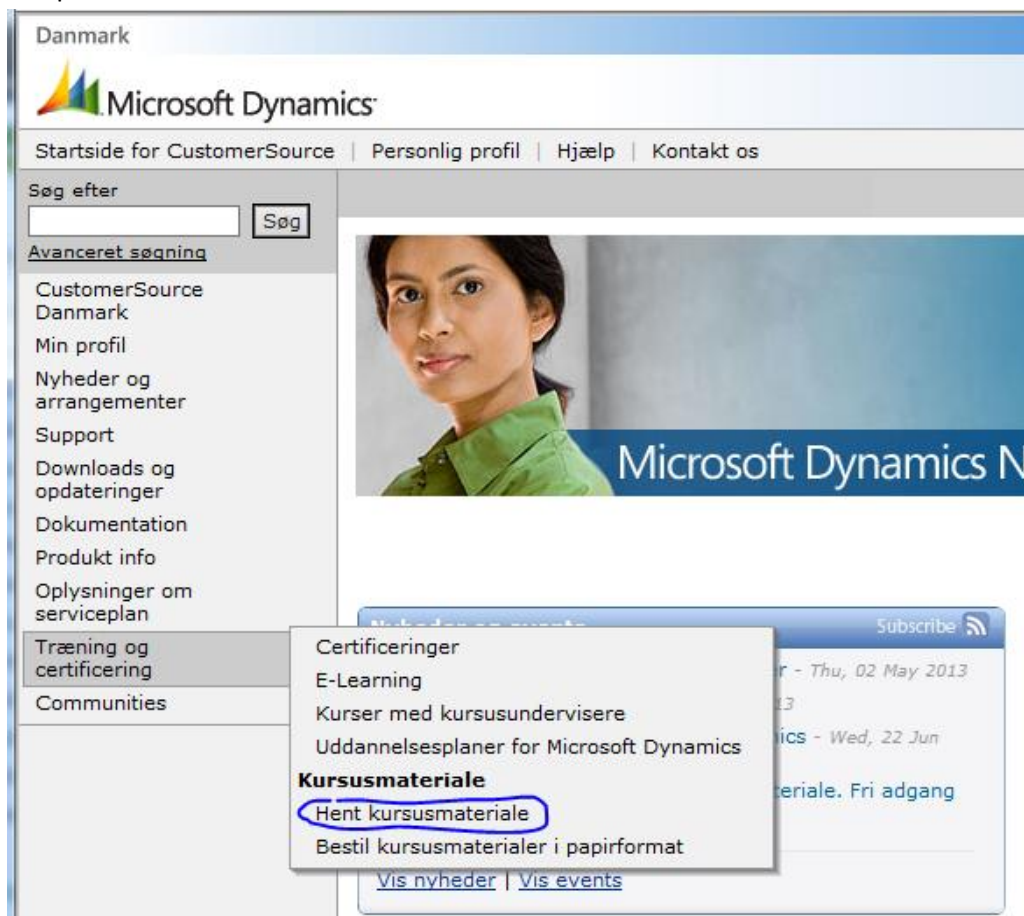 Danmark
Microsoft Dynamics
Startside for CustomerSource | Personlig profil | Hjælp | Kontakt os
Søg efter
Søg
Avanceret søgning
CustomerSource
Danmark
Min profil
Nyheder og
arrangementer
Support
Downloads og
opdateringer
Dokumentation
Produkt info
Oplysninger om
serviceplan
Træning og
certificering
Communities
Microsoft Dynamics N
Subscribe
r - Thu, 02 May 2013
13
ics - Wed, 22 Jun
teriale. Fri adgang
Certificeringer
E-Learning
Kurser med kursusundervisere
Uddannelsesplaner for Microsoft Dynamics
Kursusmateriale
Hent kursusmateriale
Bestil kursusmaterialer i papirformat
Vis nyheder | Vis events